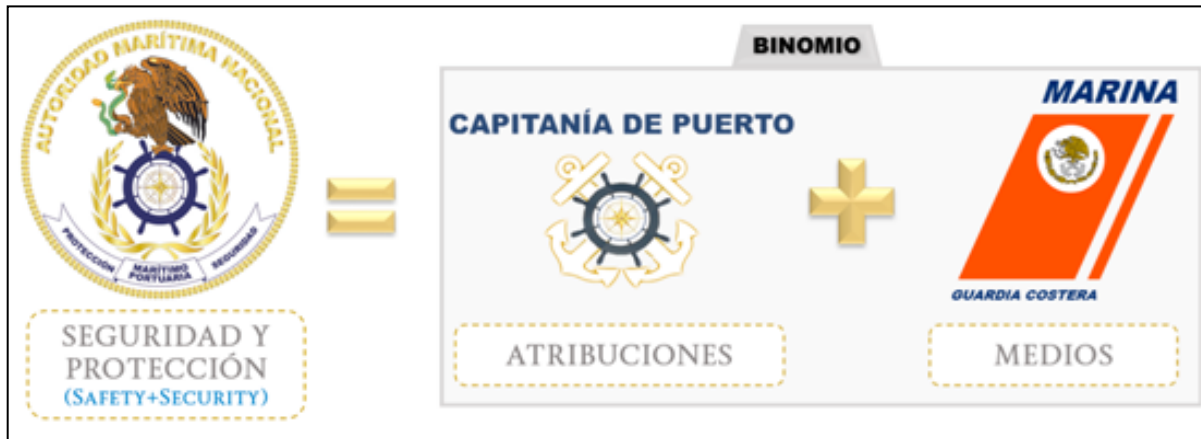 AUTORIDAD MARÍTIMA NACIONAL
PROTECCIÓN
MARÍTIMO
PORTUARIA
SEGURIDAD
SEGURIDAD Y
PROTECCIÓN
(SAFETY+SECURITY)
BINOMIO
CAPITANÍA DE PUERTO
ATRIBUCIONES
MARINA
GUARDIA COSTERA
MEDIOS